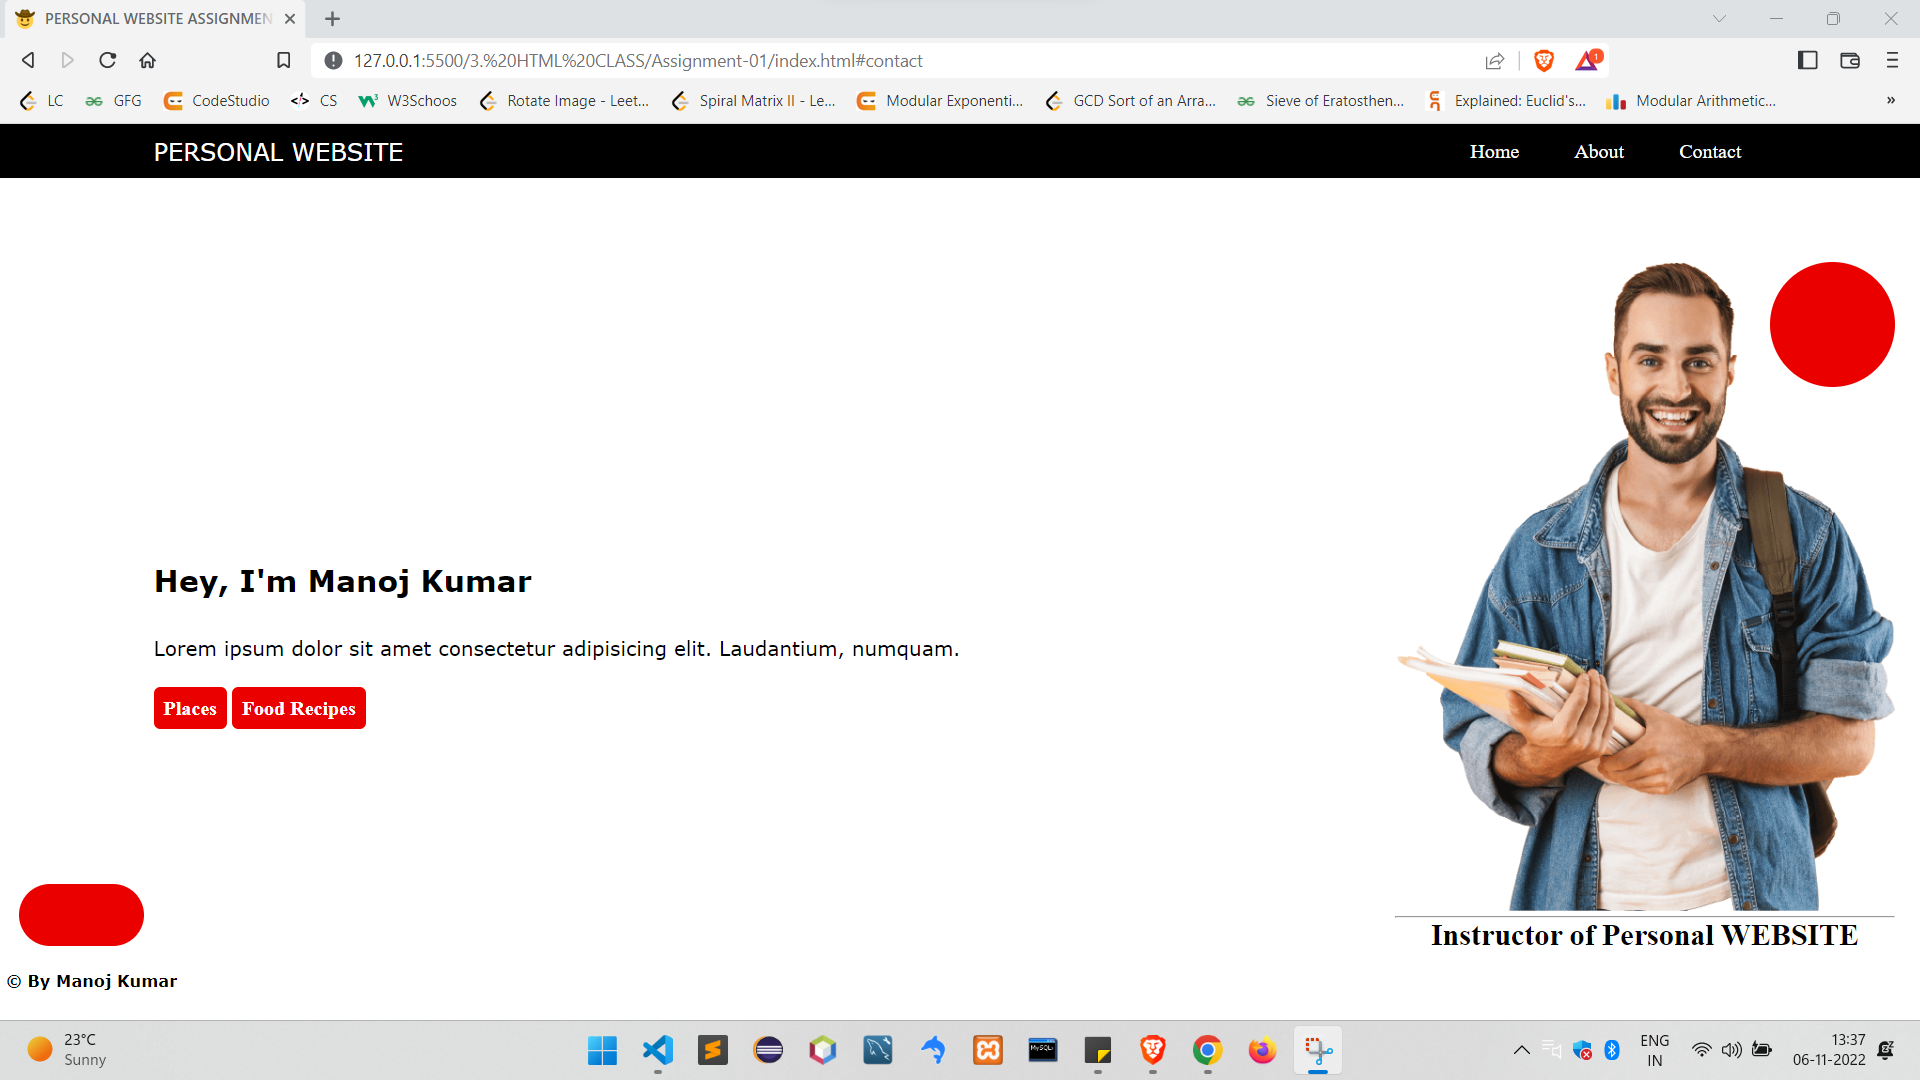 PERSONAL WEBSITE ASSIGNMEN
127.0.0.1:5500/3.%20HTML%20CLASS/Assignment-01/index.html#contact
1
LC GFG CodeStudio CS W3Schoos Rotate Image - Leet... Spiral Matrix II - Le... Modular Exponenti... GCD Sort of an Arra... Sieve of Eratosthen... Explained: Euclid's... Modular Arithmetic... »
PERSONAL WEBSITE Home About Contact
Hey, I'm Manoj Kumar
Lorem ipsum dolor sit amet consectetur adipisicing elit. Laudantium, numquam.
Places Food Recipes
Instructor of Personal WEBSITE
© By Manoj Kumar
23°C
Sunny
ENG
IN
13:37
06-11-2022